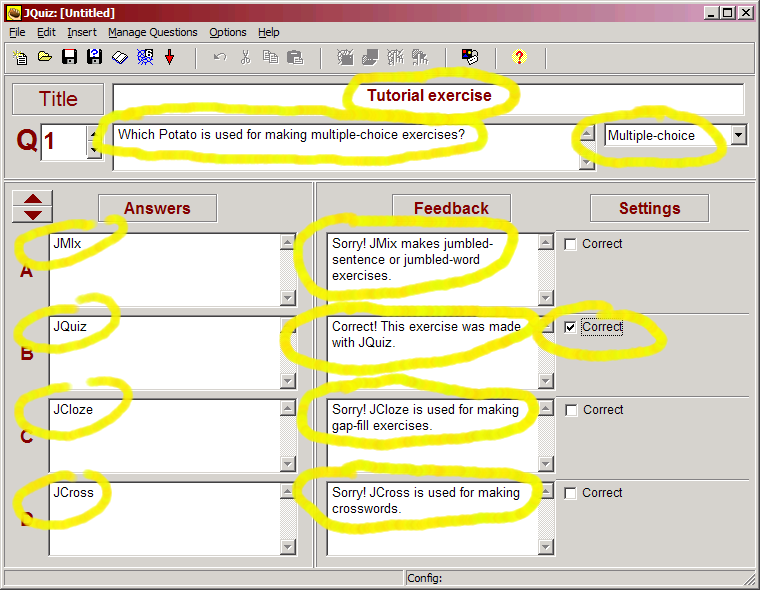 JQuiz: [Untitled]
File Edit Insert Manage Questions Options Help
Title
Tutorial exercise
Q 1
Which Potato is used for making multiple-choice exercises?
Multiple-choice
Answers
Feedback
Settings
A
JMIx
Sorry! JMix makes jumbled-
sentence or jumbled-word
exercises.
Correct
B
JQuiz
Correct! This exercise was made
with JQuiz.
Correct
C
JCloze
Sorry! JCloze is used for making
gap-fill exercises.
Correct
D
JCross
Sorry! JCross is used for making
crosswords.
Correct
Config: